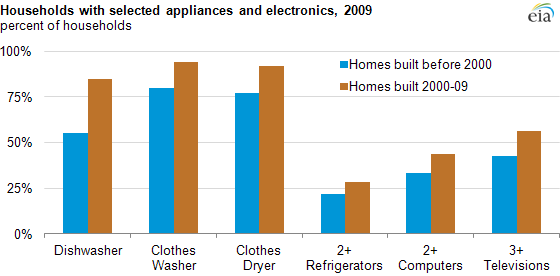 Households with selected appliances and electronics, 2009
percent of households
eia
100%
75%
50%
25%
0%
Homes built before 2000
Homes built 2000-09
Dishwasher
Clothes
Washer
Clothes
Dryer
2+
Refrigerators
2+
Computers
3+
Televisions